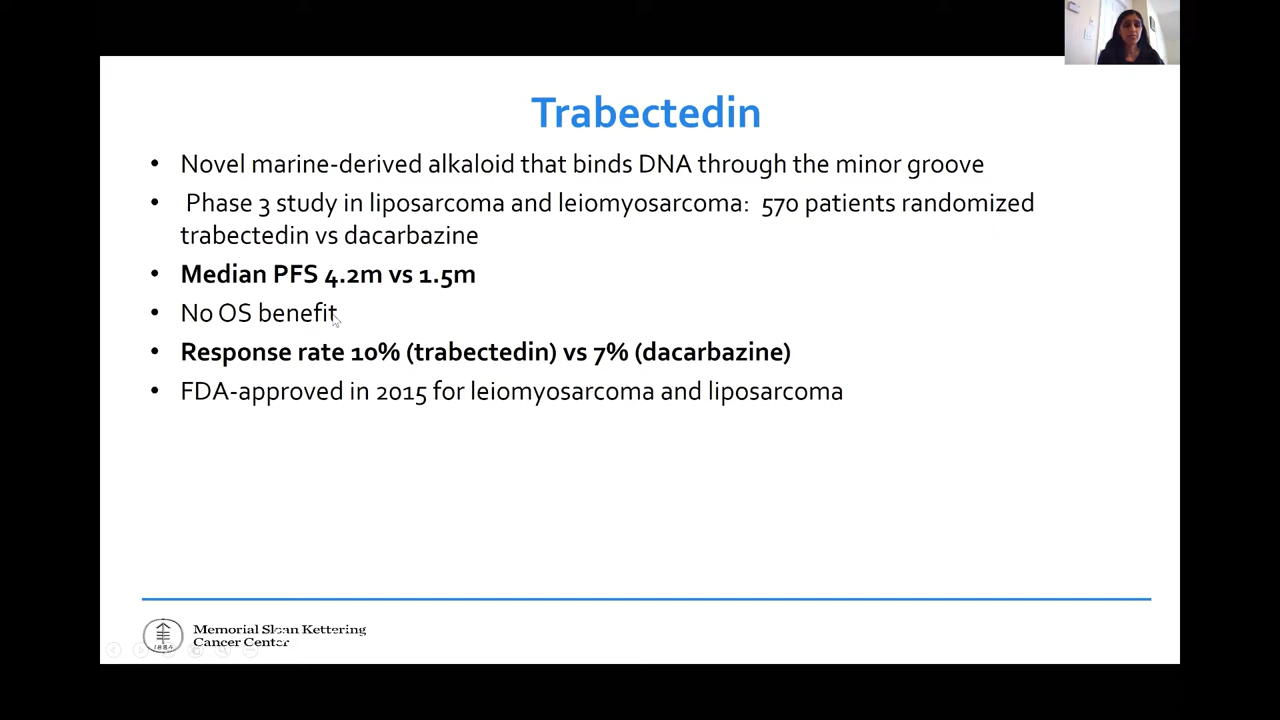 Trabectedin
• Novel marine-derived alkaloid that binds DNA through the minor groove
• Phase 3 study in liposarcoma and leiomyosarcoma: 570 patients randomized
trabectedin vs dacarbazine
• Median PFS 4.2m vs 1.5m
• No OS benefit
• Response rate 10% (trabectedin) vs 7% (dacarbazine)
• FDA-approved in 2015 for leiomyosarcoma and liposarcoma
Memorial Sloan Kettering
Cancer Center
1884